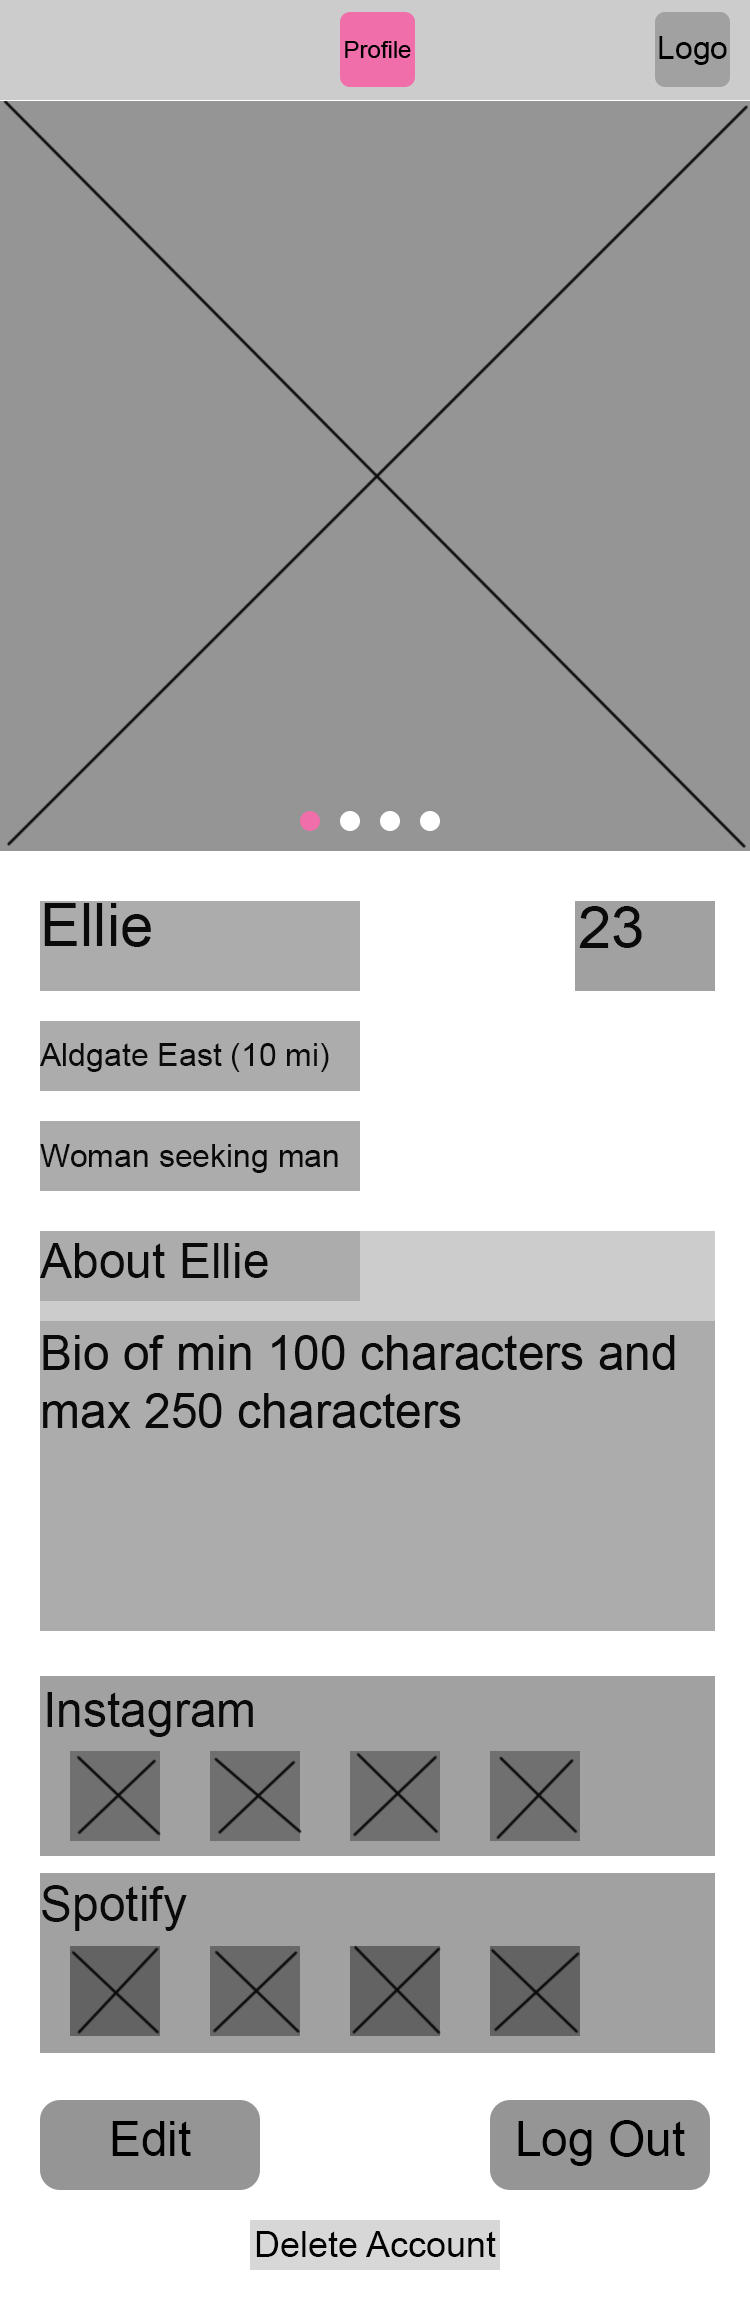 Profile
Logo
Ellie
23
Aldgate East (10 mi)
Woman seeking man
About Ellie
Bio of min 100 characters and
max 250 characters
Instagram
Spotify
Edit
Log Out
Delete Account